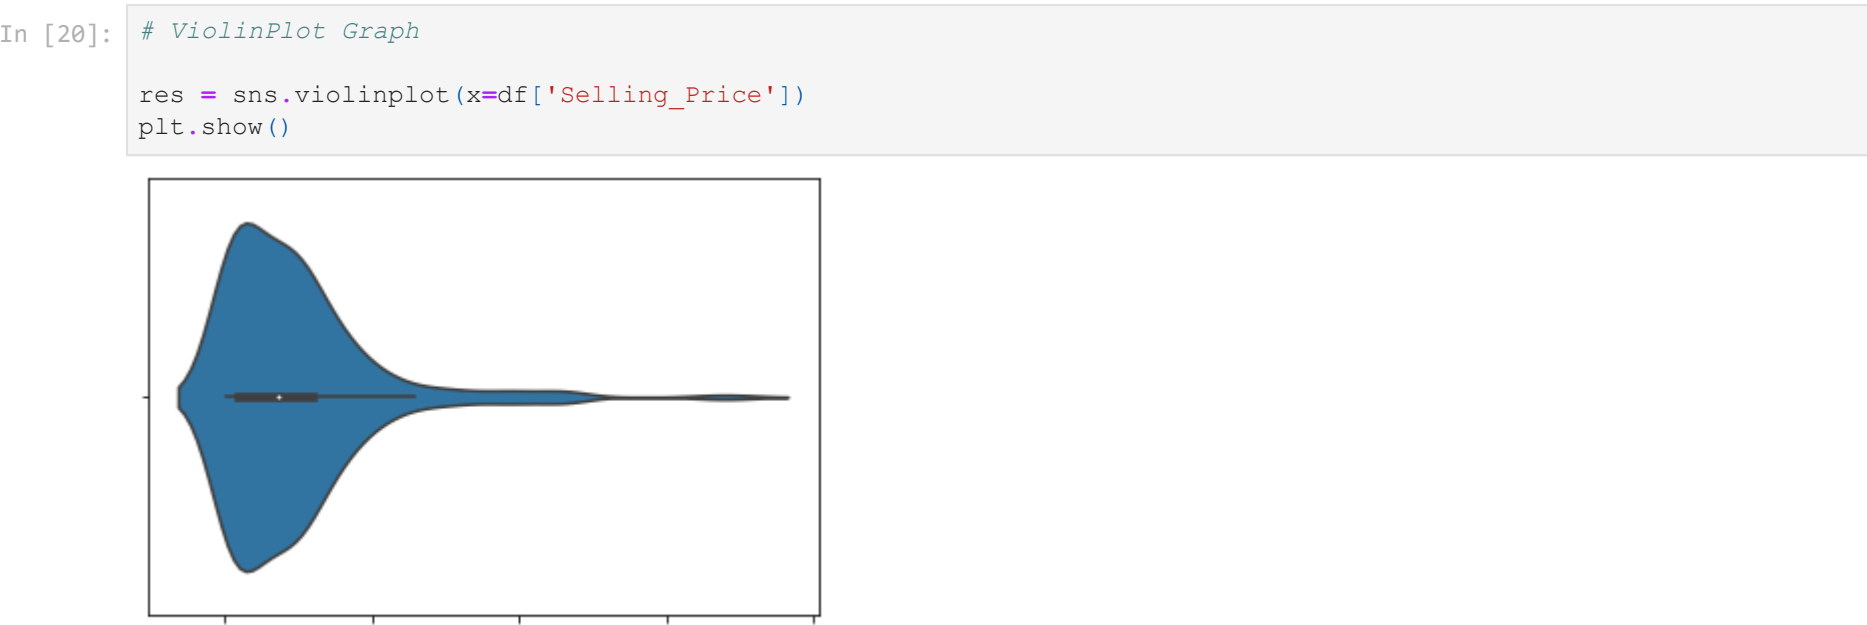 In [20]:
# ViolinPlot Graph
res = sns.violinplot(x=df['Selling_Price'])
plt.show()